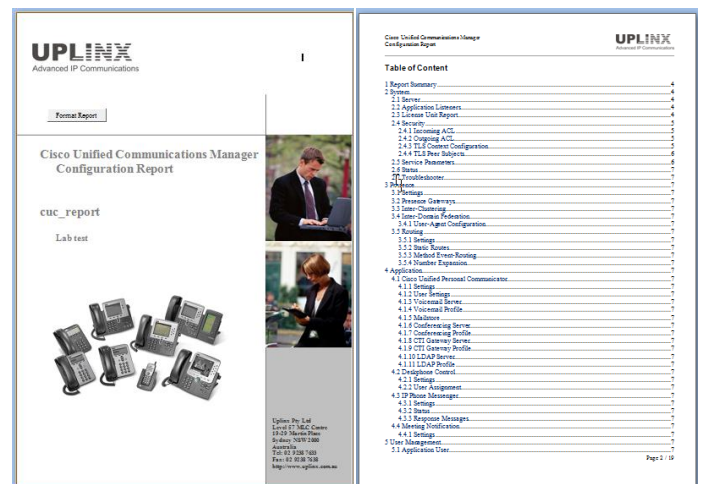 UPLINX
Advanced IP Communications
Format Report
Cisco Unified Communications Manager
Configuration Report
cuc_report
Lab test
Uplinx Pty Ltd
Level 57 MLC Centre
19-29 Martin Place
Sydney NSW 2000
Australia
Tel: 02 9238 7633
Fax: 02 9238 7638
http://www.uplinx.com.au
Cisco Unified Communications Manager
Configuration Report
UPLINX
Advanced IP Communications
Table of Content
1 Report Summary 4
2 System 4
2.1 Server 4
2.2 Application Listeners 4
2.3 License Unit Report 4
2.4 Security 5
2.4.1 Incoming ACL 5
2.4.2 Outgoing ACL 5
2.4.3 TLS Context Configuration 5
2.4.4 TLS Peer Subjects 6
2.5 Service Parameters 6
2.6 Status 7
2.7 Troubleshooter 7
3 Presence 7
3.1 Settings 7
3.2 Presence Gateways 7
3.3 Inter-Clustering 7
3.4 Inter-Domain Federation 7
3.4.1 User-Agent Configuration 7
3.5 Routing 7
3.5.1 Settings 7
3.5.2 Static Routes 7
3.5.3 Method Event-Routing 7
3.5.4 Number Expansion 7
4 Application 7
4.1 Cisco Unified Personal Communicator 7
4.1.1 Settings 7
4.1.2 User Settings 7
4.1.3 Voicemail Server 7
4.1.4 Voicemail Profile 7
4.1.5 Mailstore 7
4.1.6 Conferencing Server 7
4.1.7 Conferencing Profile 7
4.1.8 CTI Gateway Server 7
4.1.9 CTI Gateway Profile 7
4.1.10 LDAP Server 7
4.1.11 LDAP Profile 7
4.2 Deskphone Control 7
4.2.1 Settings 7
4.2.2 User Assignment 7
4.3 IP Phone Messenger 7
4.3.1 Settings 7
4.3.2 Status 7
4.3.3 Response Messages 7
4.4 Meeting Notification 7
4.4.1 Settings 7
5 User Management 7
5.1 Application User 7
Page 2 / 19